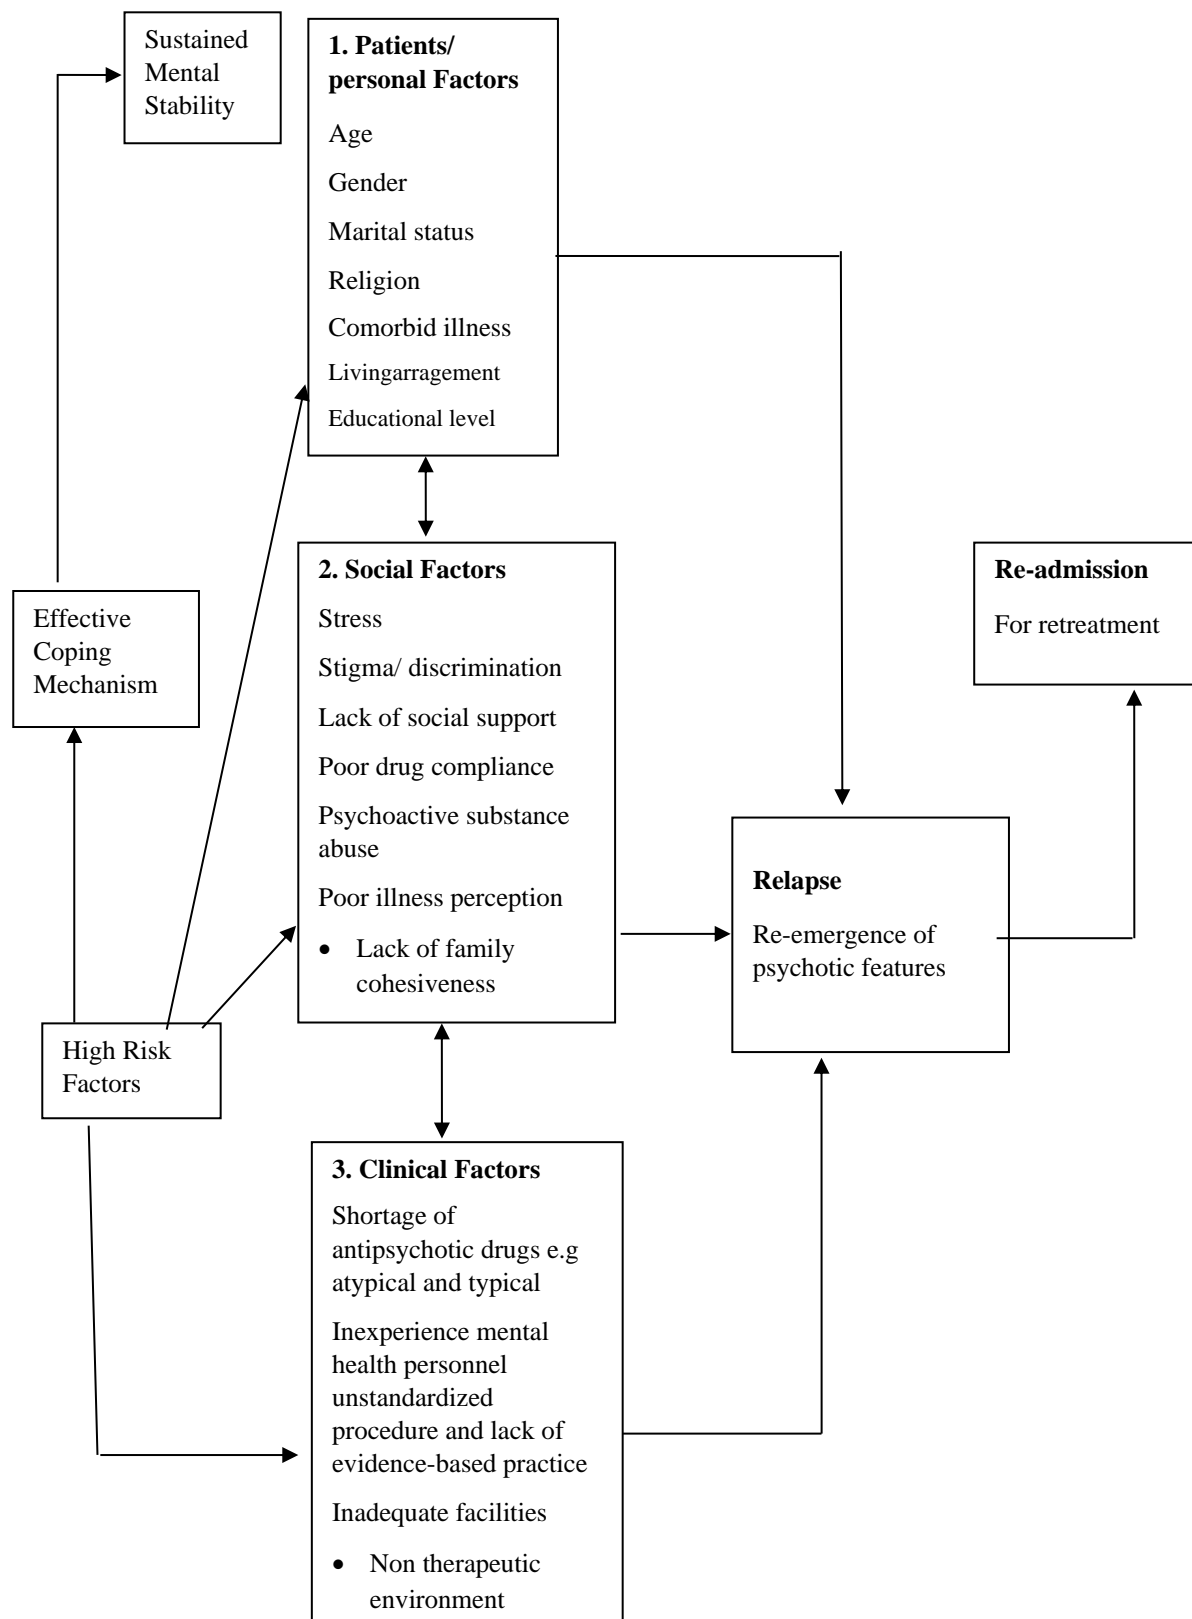 Sustained
Mental
Stability
1. Patients/
personal Factors
Age
Gender
Marital status
Religion
Comorbid illness
Livingarragement
Educational level
2. Social Factors
Stress
Stigma/ discrimination
Lack of social support
Poor drug compliance
Psychoactive substance
abuse
Poor illness perception
• Lack of family
cohesiveness
Re-admission
For retreatment
Effective
Coping
Mechanism
Relapse
Re-emergence of
psychotic features
High Risk
Factors
3. Clinical Factors
Shortage of
antipsychotic drugs e.g
atypical and typical
Inexperience mental
health personnel
unstandardized
procedure and lack of
evidence-based practice
Inadequate facilities
• Non therapeutic
environment